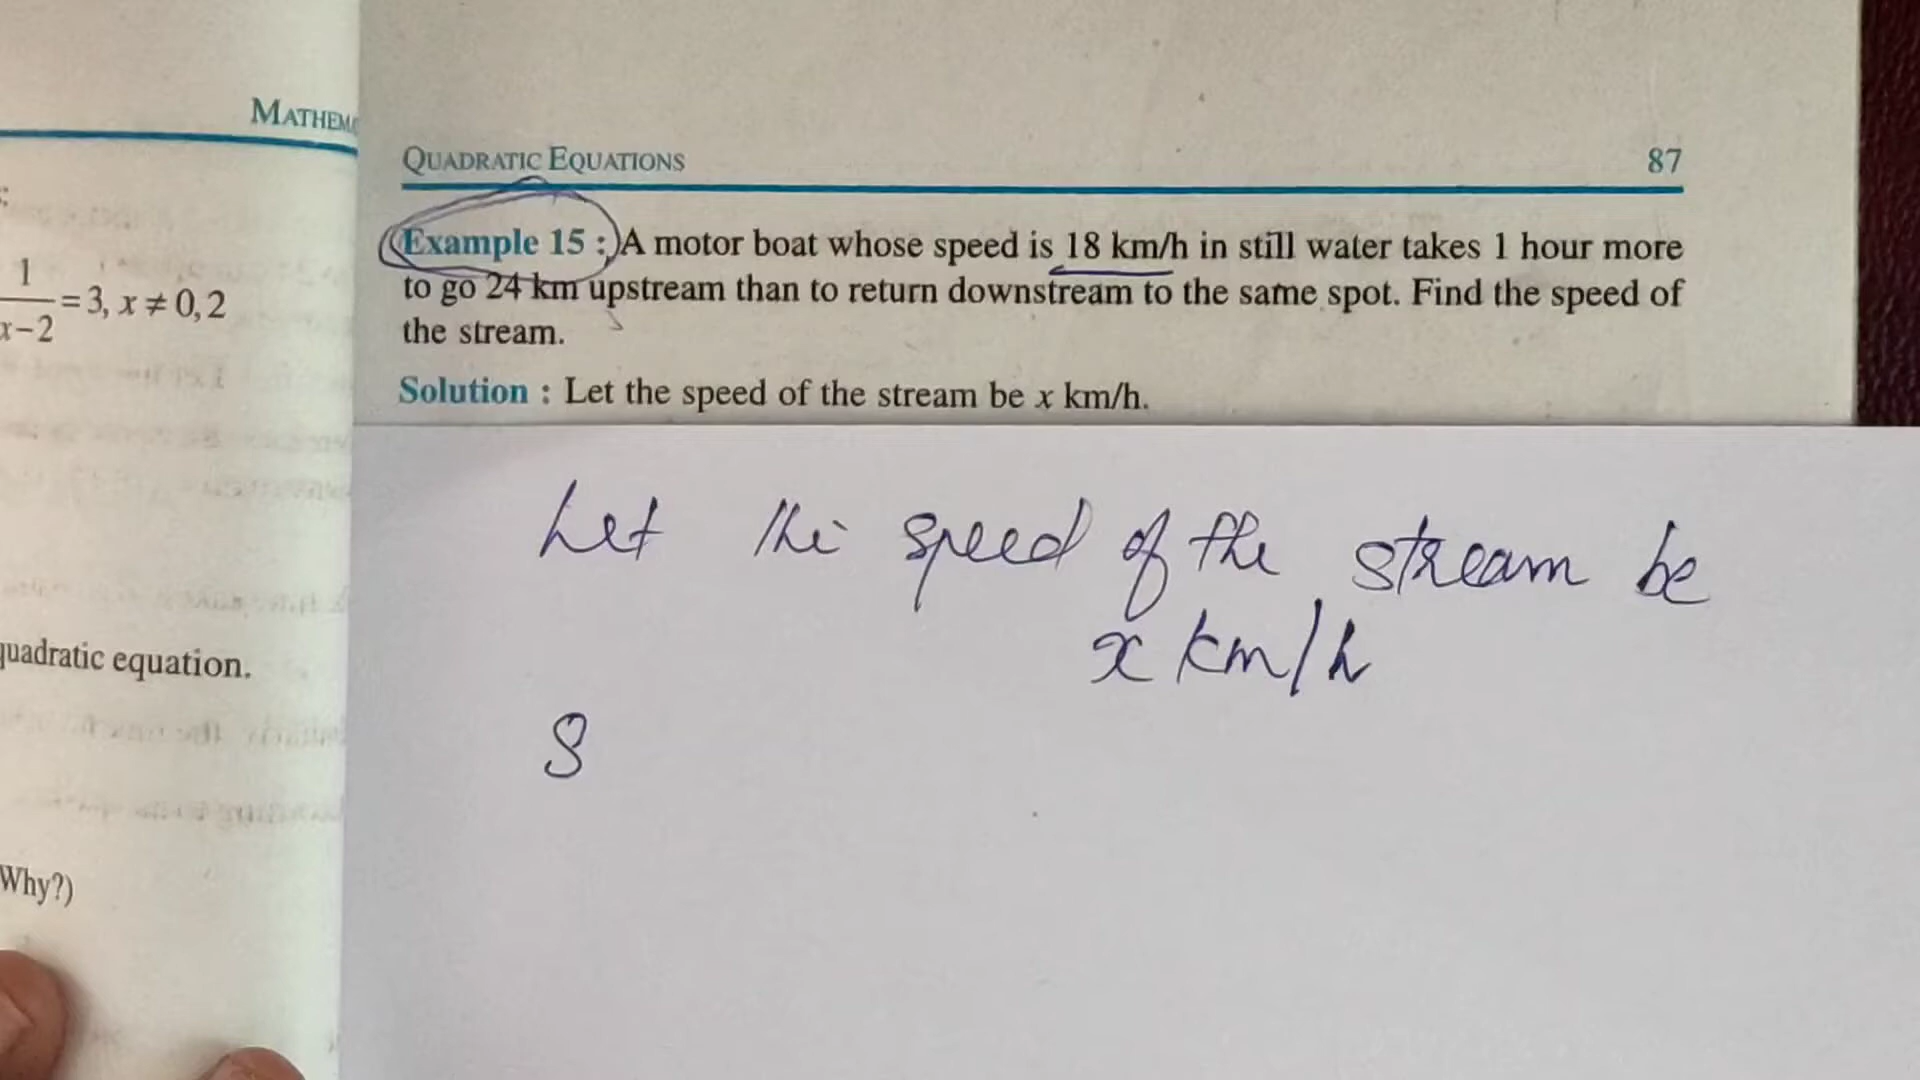 MATHEM
1
x−2
=3, x ≠ 0, 2
quadratic equation.
Why?)
QUADRATIC EQUATIONS 87
Example 15 : A motor boat whose speed is 18 km/h in still water takes 1 hour more
to go 24 km upstream than to return downstream to the same spot. Find the speed of
the stream.
Solution : Let the speed of the stream be x km/h.
Let the speed of the stream be
x km/h
S